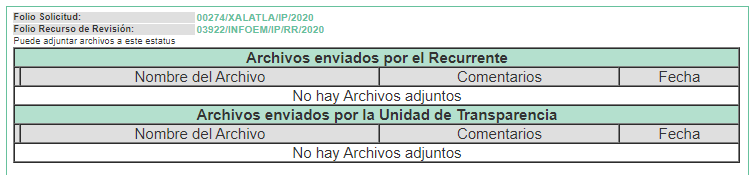 Folio Solicitud: 00274/XALATLA/IP/2020
Folio Recurso de Revisión: 03922/INFOEM/IP/RR/2020
Puede adjuntar archivos a este estatus
Archivos enviados por el Recurrente
Nombre del Archivo Comentarios Fecha
No hay Archivos adjuntos
Archivos enviados por la Unidad de Transparencia
Nombre del Archivo Comentarios Fecha
No hay Archivos adjuntos